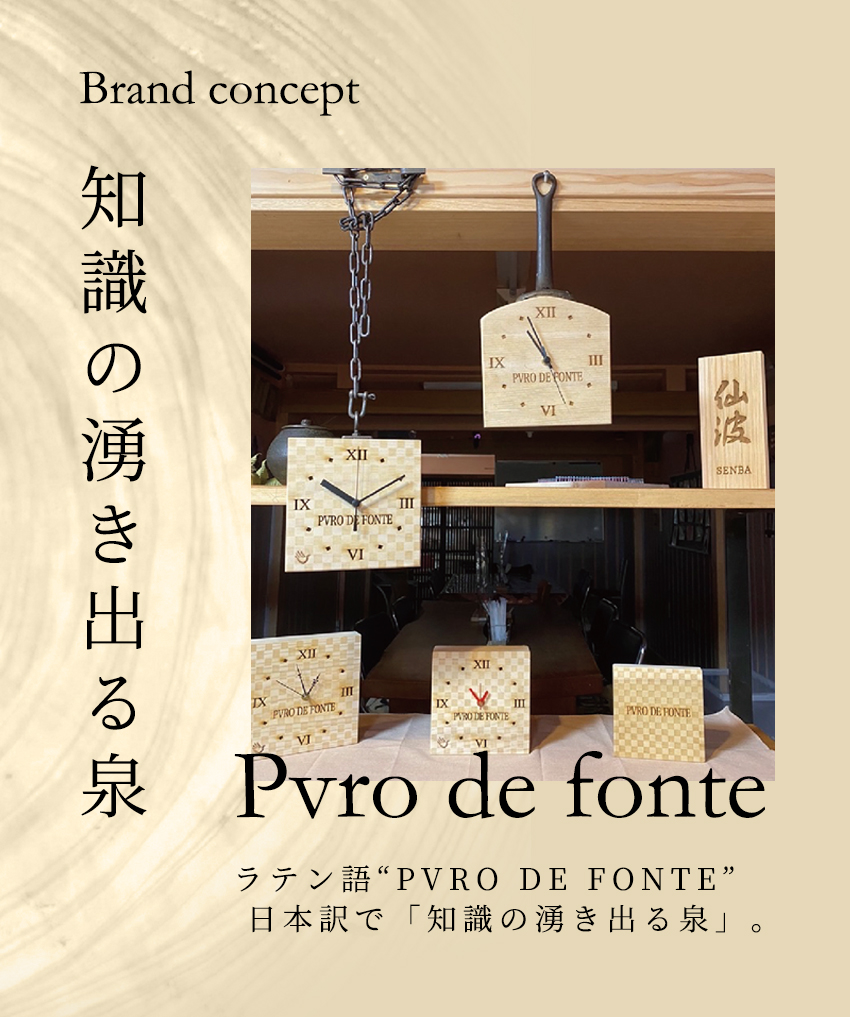 Brand concept
知識の湧き出る泉
XII
IX
III
PVRO DE FONTE
VI
仙波
SENBA
XII
IX
III
PVRO DE FONTE
VI
XII
IX
III
PVRO DE FONTE
VI
XII
IX
III
PVRO DE FONTE
VI
PVRO DE FONTE
Pvro de fonte
ラテン語“PVRO DE FONTE”
日本訳で「知識の湧き出る泉」。